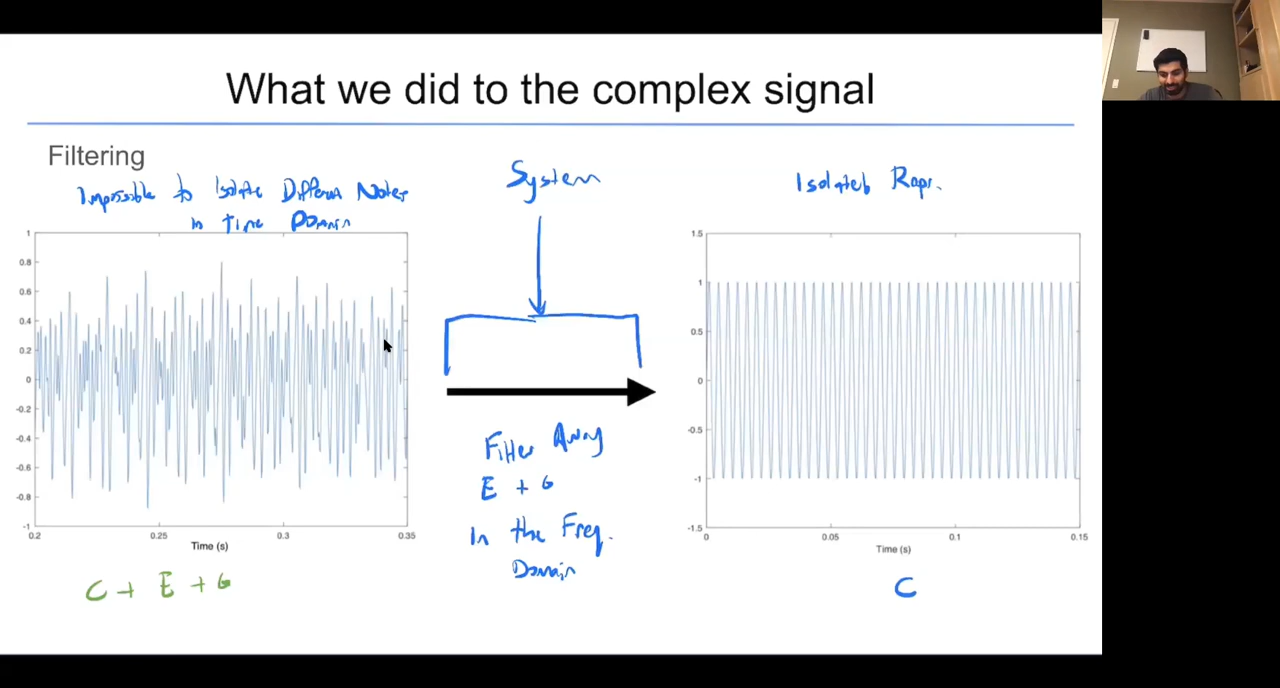 What we did to the complex signal
Filtering
Impossible to Isolate Different Notes
in Time Domain
System
Isolated Repr.
1
0.8
0.6
0.4
0.2
0
-0.2
-0.4
-0.6
-0.8
-1
0.2
0.25
0.3
0.35
Time (s)
C + E + G
Filter Away
E + G
In the Freq.
Domain
1.5
1
0.5
0
-0.5
-1
-1.5
0
0.05
0.1
0.15
Time (s)
C